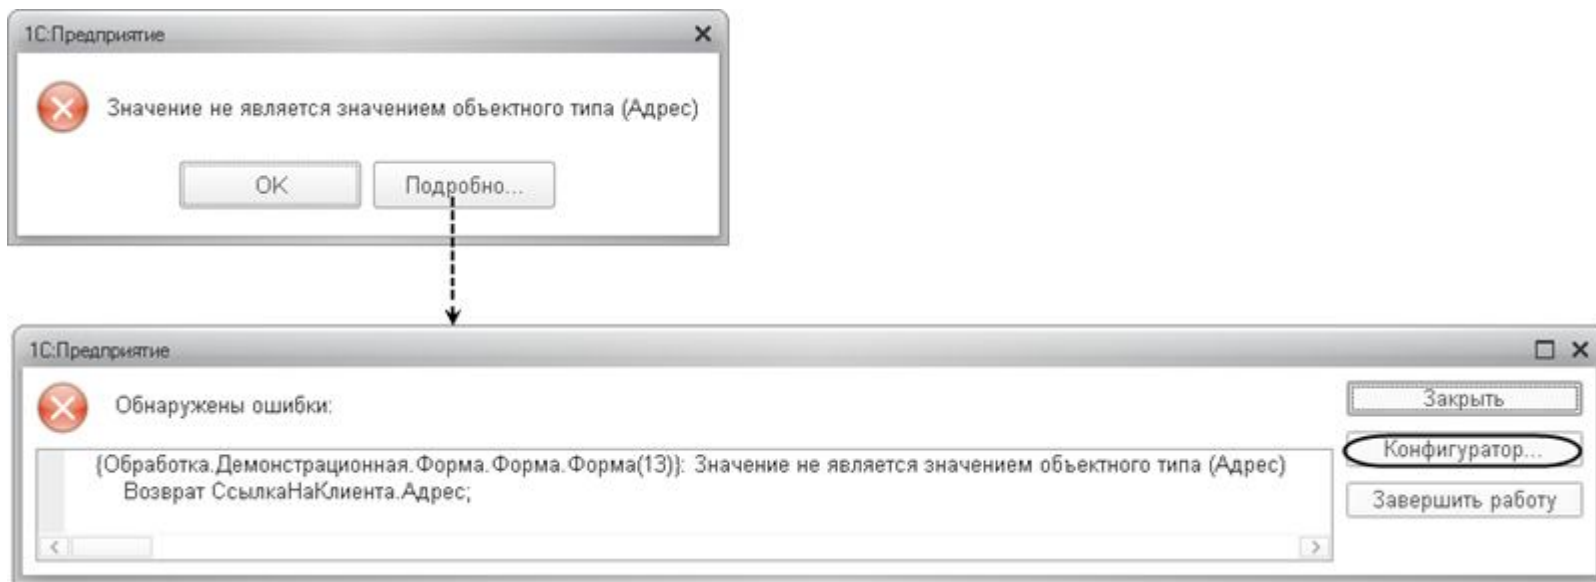 1С:Предприятие
Значение не является значением объектного типа (Адрес)
OK
Подробно...
1С:Предприятие
Обнаружены ошибки:
Закрыть
Конфигуратор...
Завершить работу
{Обработка.Демонстрационная.Форма.Форма.Форма(13)}: Значение не является значением объектного типа (Адрес)
Возврат СсылкаНаКлиента.Адрес;